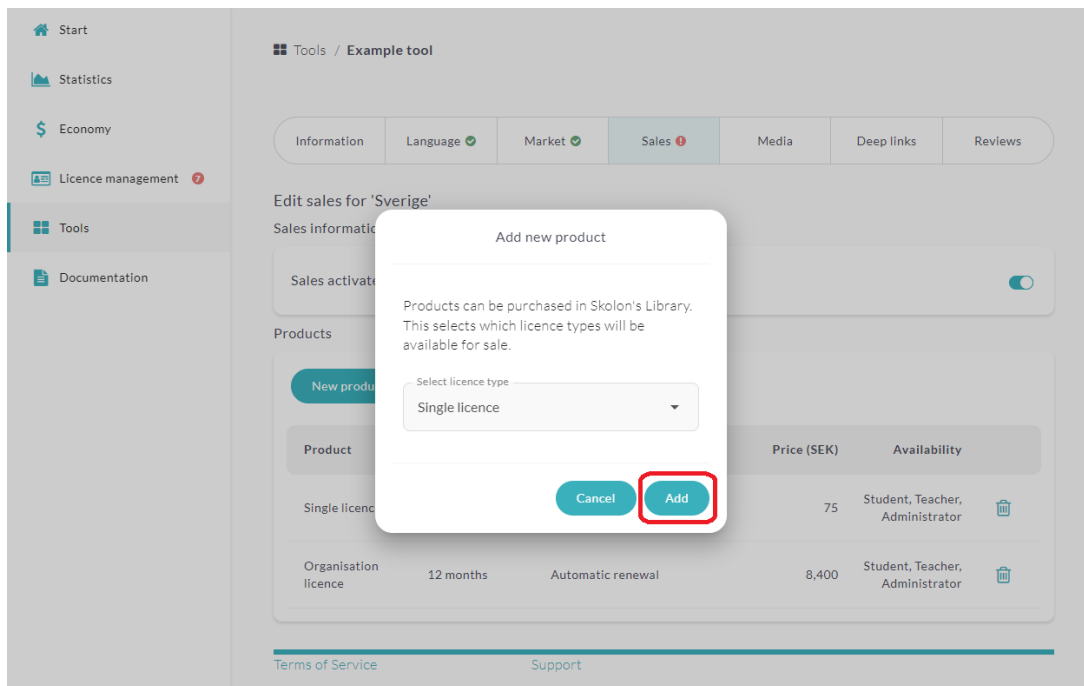 Start
Tools / Example tool
Statistics
Economy
Information Language Market Sales Media Deep links Reviews
Licence management 7
Edit sales for 'Sverige'
Tools
Sales informatio
Add new product
Documentation
Sales activate
Products can be purchased in Skolon's Library.
This selects which licence types will be
available for sale.
Products
Select licence type
Single licence
New produ
Product Price (SEK) Availability
Cancel Add
Single licenc 75 Student, Teacher,
Administrator
Organisation
licence 12 months Automatic renewal 8,400 Student, Teacher,
Administrator
Terms of Service Support